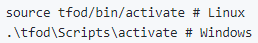 source tfod/bin/activate # Linux
.\tfod\Scripts\activate # Windows